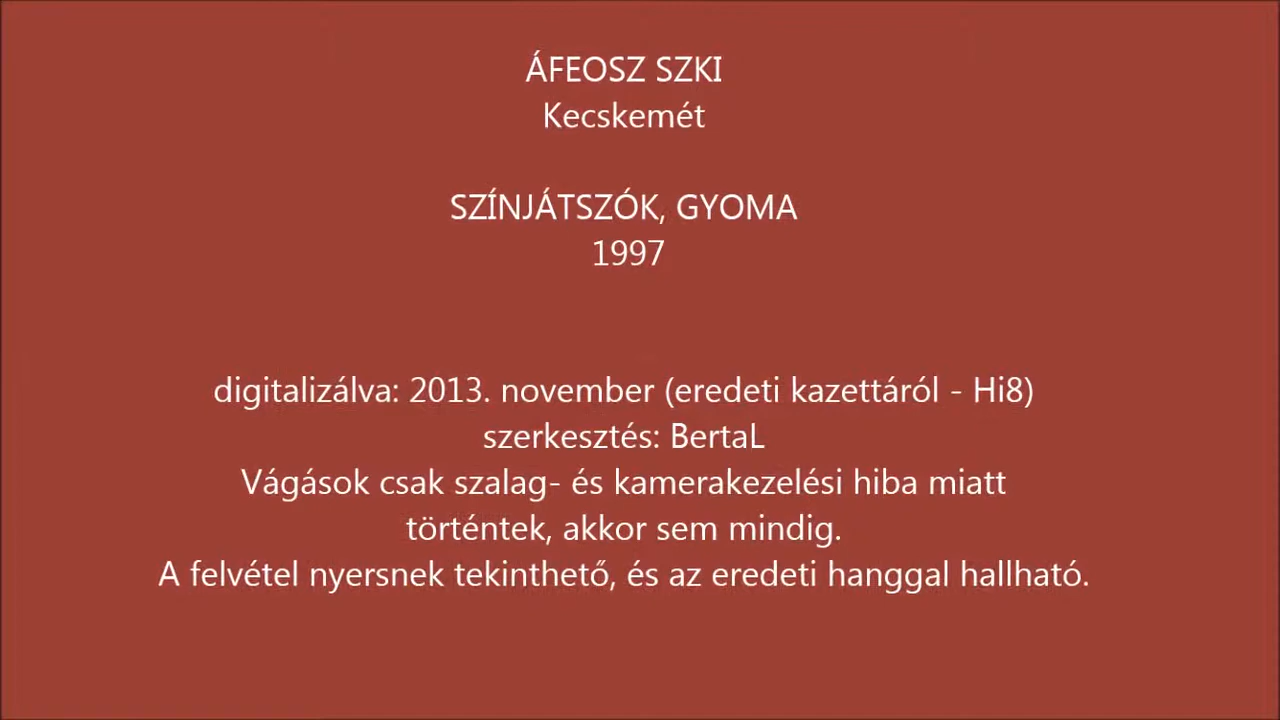 ÁFEOSZ SZKI
Kecskemét
SZÍNJÁTSZÓK, GYOMA
1997
digitalizálva: 2013. november (eredeti kazettáról - Hi8)
szerkesztés: BertaL
Vágások csak szalag- és kamerakezelési hiba miatt
történtek, akkor sem mindig.
A felvétel nyersnek tekinthető, és az eredeti hanggal hallható.